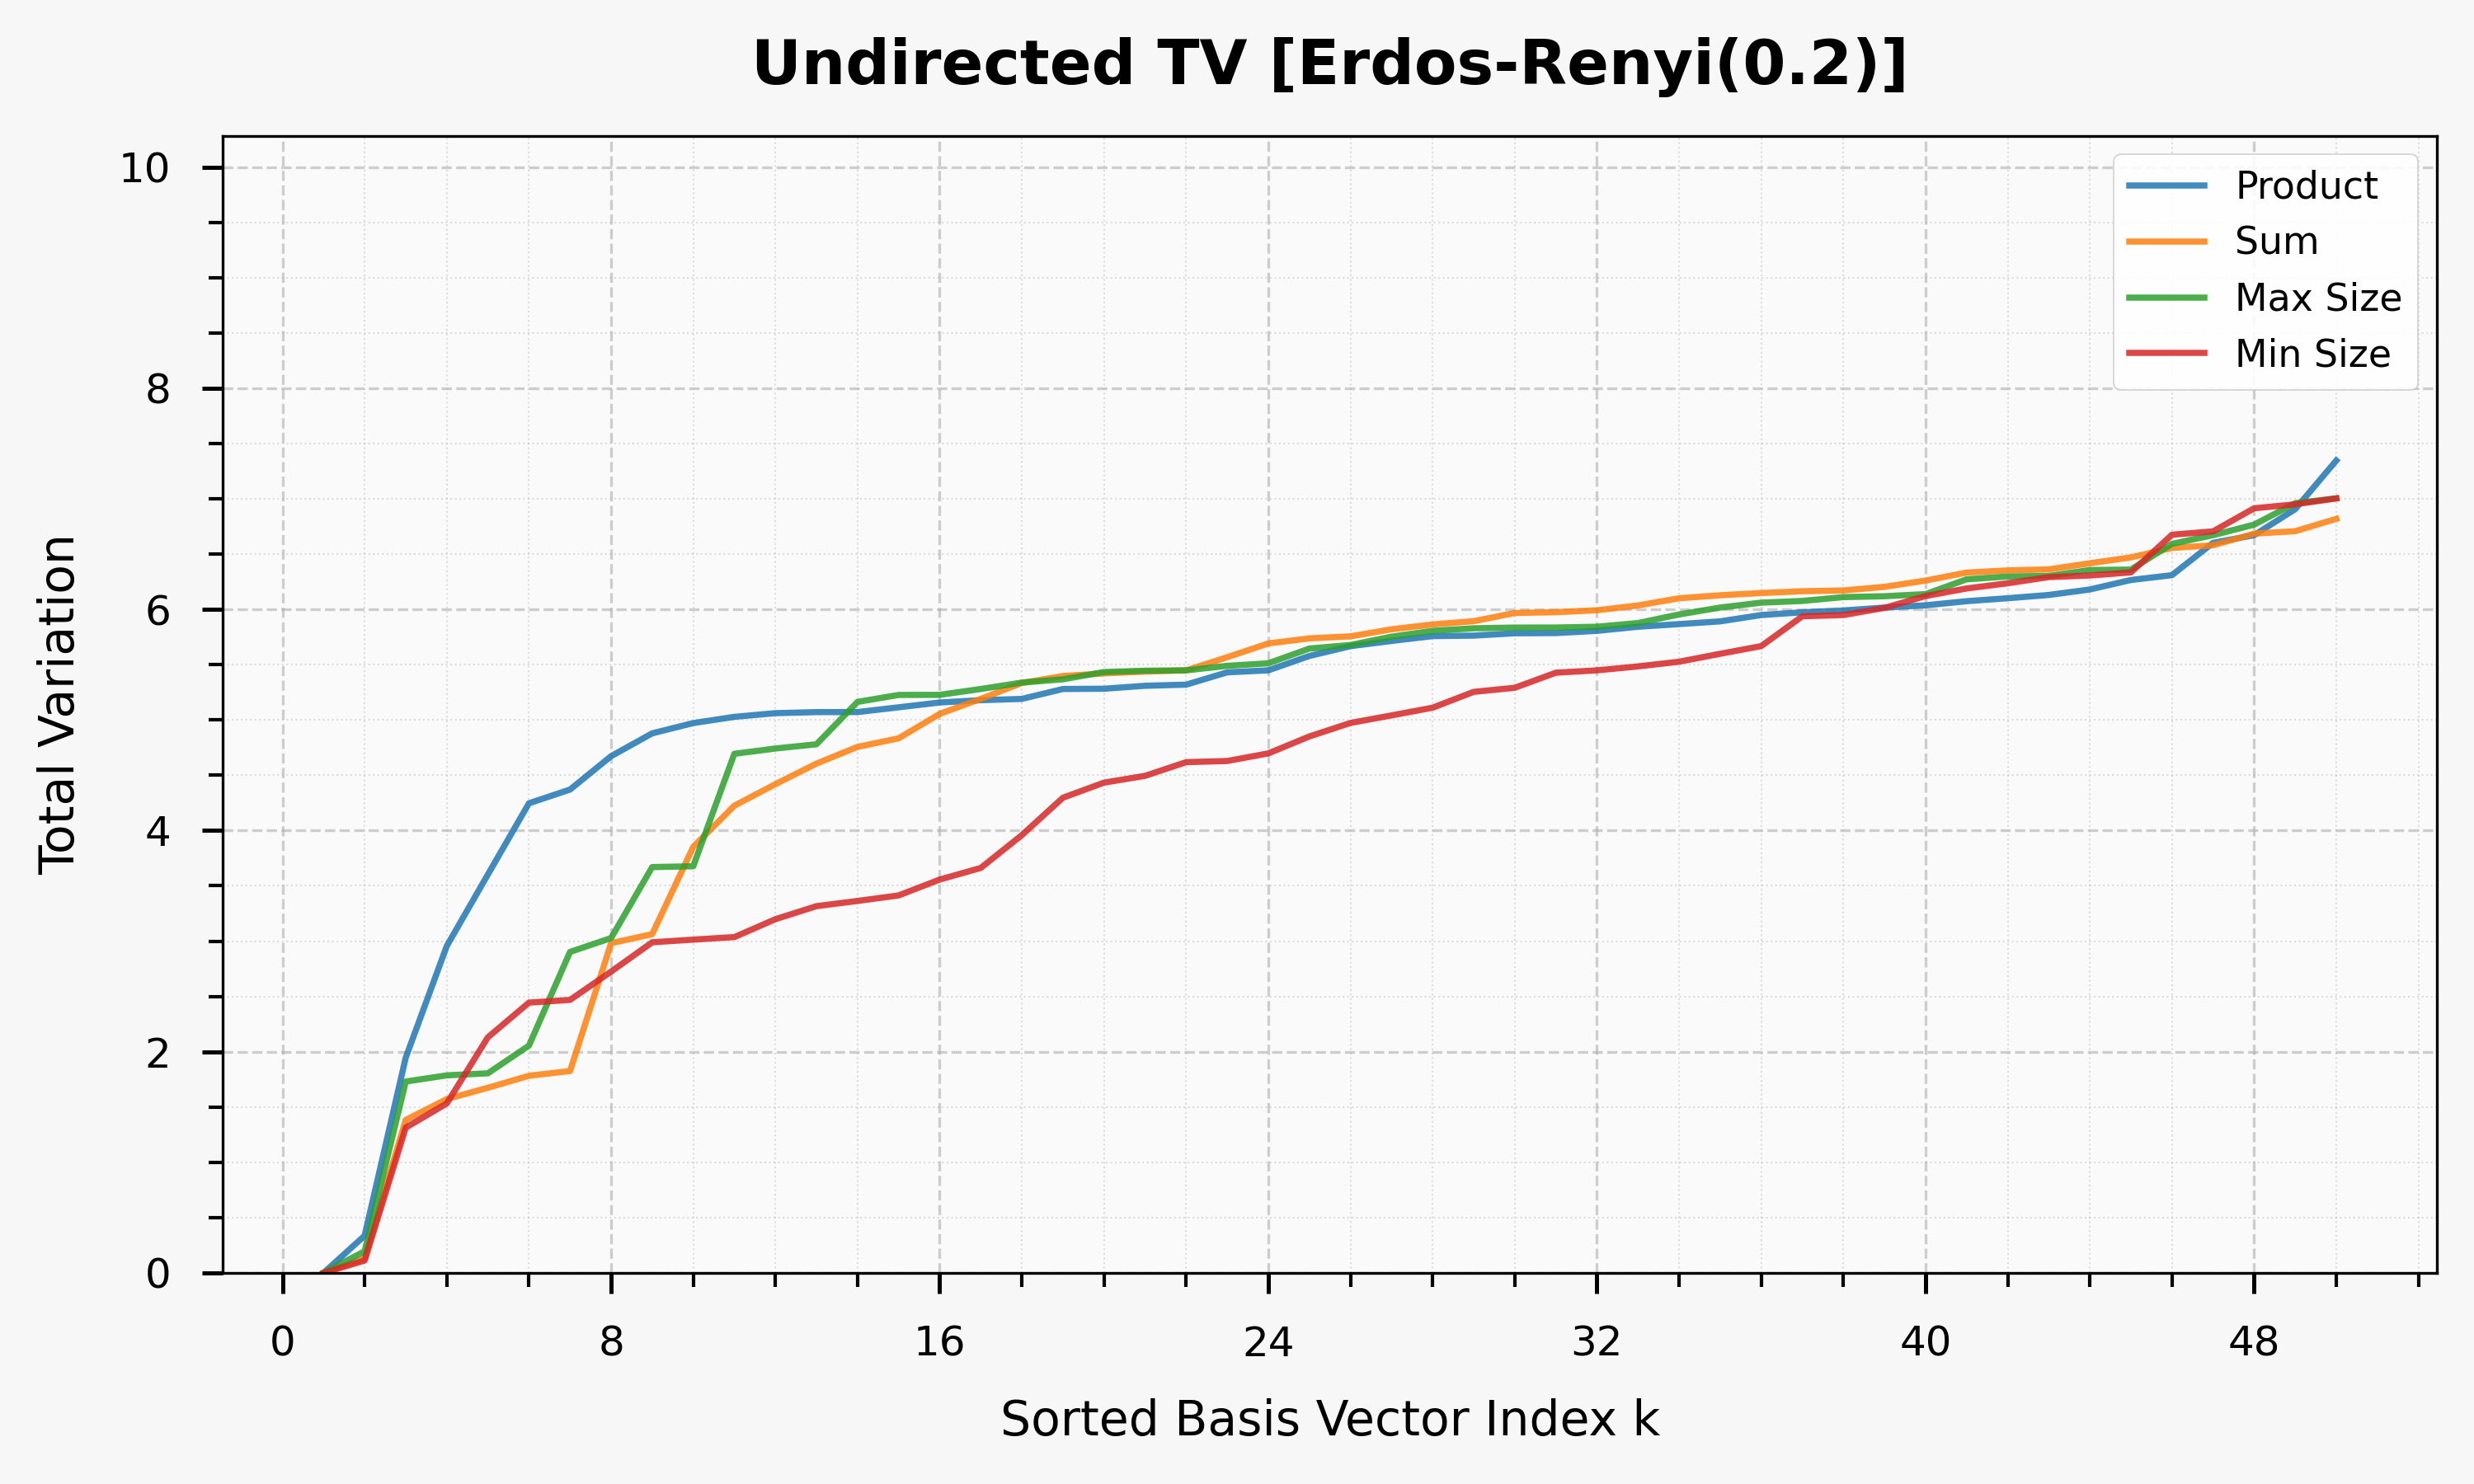 Undirected TV [Erdos-Renyi(0.2)]
Total Variation
10
8
6
4
2
0
Product
Sum
Max Size
Min Size
0 8 16 24 32 40 48
Sorted Basis Vector Index k